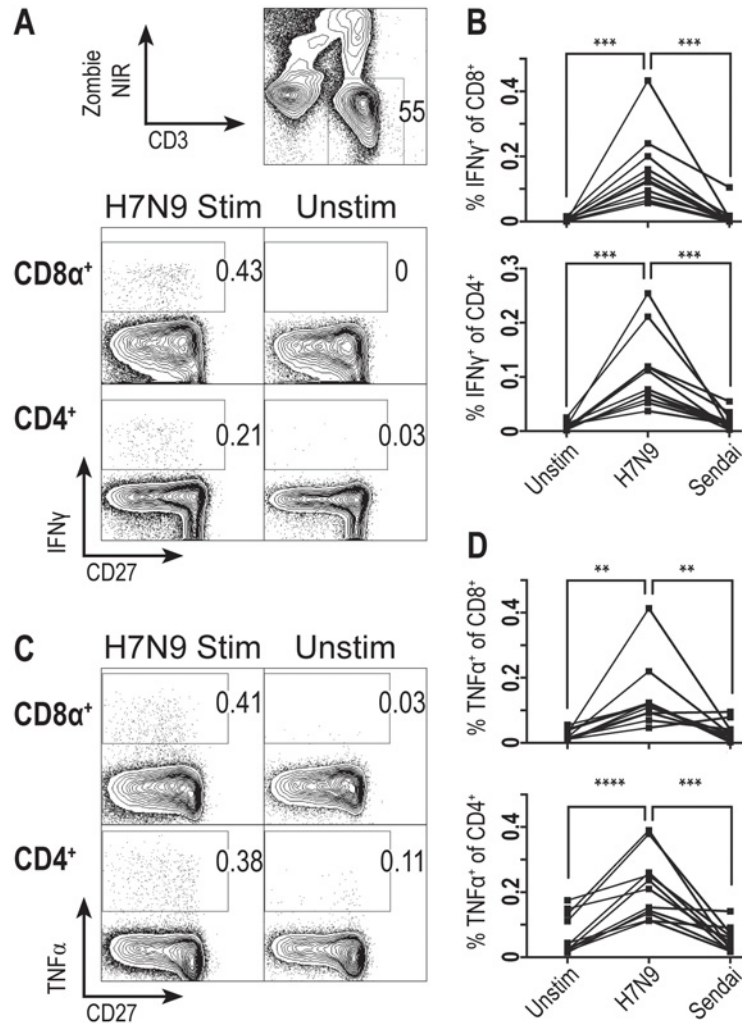 A
Zombie
NIR
CD3
55
H7N9 Stim
Unstim
CD8α⁺
0.43
0
CD4⁺
0.21
0.03
IFNγ
CD27
B
% IFNγ⁺ of CD8⁺
0.4
0.2
0
***
***
% IFNγ⁺ of CD4⁺
0.3
0.2
0.1
0
***
***
Unstim
H7N9
Sendai
C
H7N9 Stim
Unstim
CD8α⁺
0.41
0.03
CD4⁺
0.38
0.11
TNFα
CD27
D
% TNFα⁺ of CD8⁺
0.4
0.2
0
**
**
% TNFα⁺ of CD4⁺
0.4
0.2
0
****
***
Unstim
H7N9
Sendai